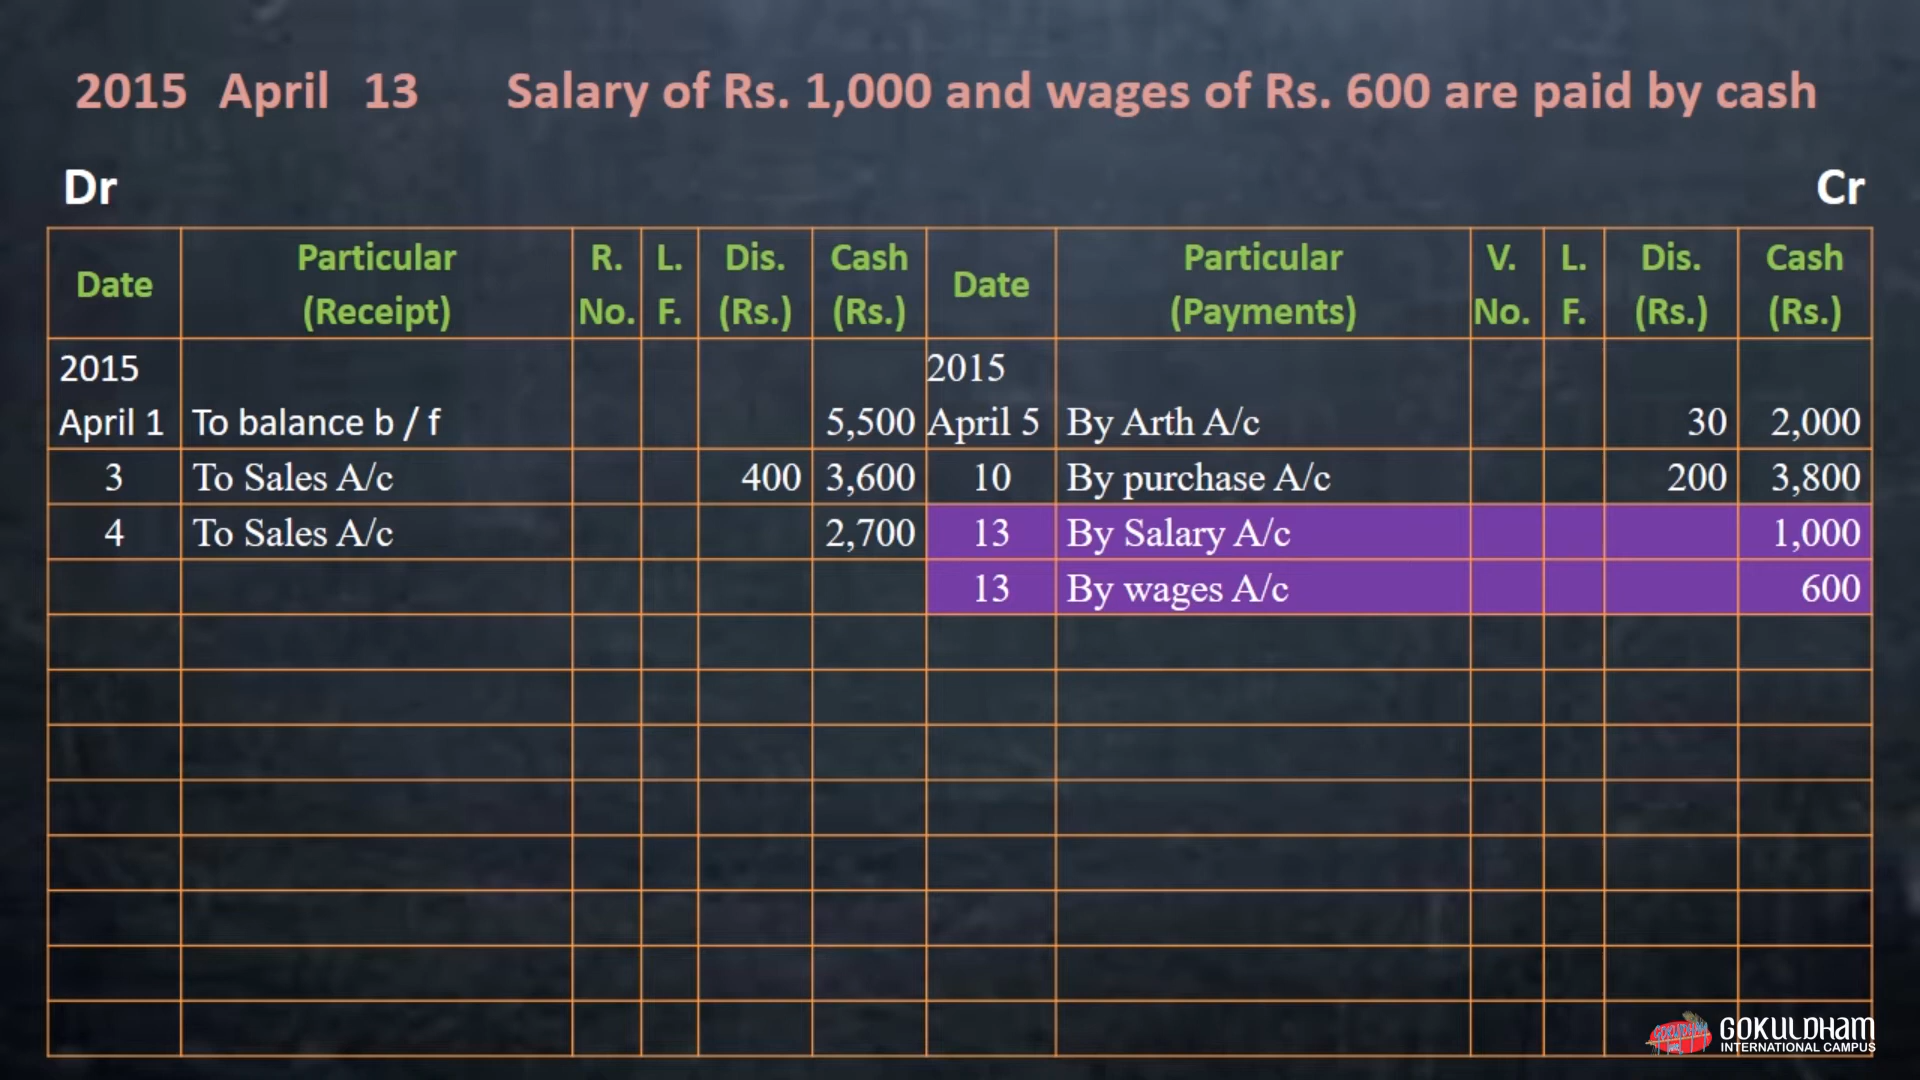 2015 April 13 Salary of Rs. 1,000 and wages of Rs. 600 are paid by cash
Dr Cr
Date Particular (Receipt) R. No. L. F. Dis. (Rs.) Cash (Rs.) Date Particular (Payments) V. No. L. F. Dis. (Rs.) Cash (Rs.)
2015 2015
April 1 To balance b / f 5,500 April 5 By Arth A/c 30 2,000
3 To Sales A/c 400 3,600 10 By purchase A/c 200 3,800
4 To Sales A/c 2,700 13 By Salary A/c 1,000
13 By wages A/c 600
GOKULDHAM
INTERNATIONAL CAMPUS